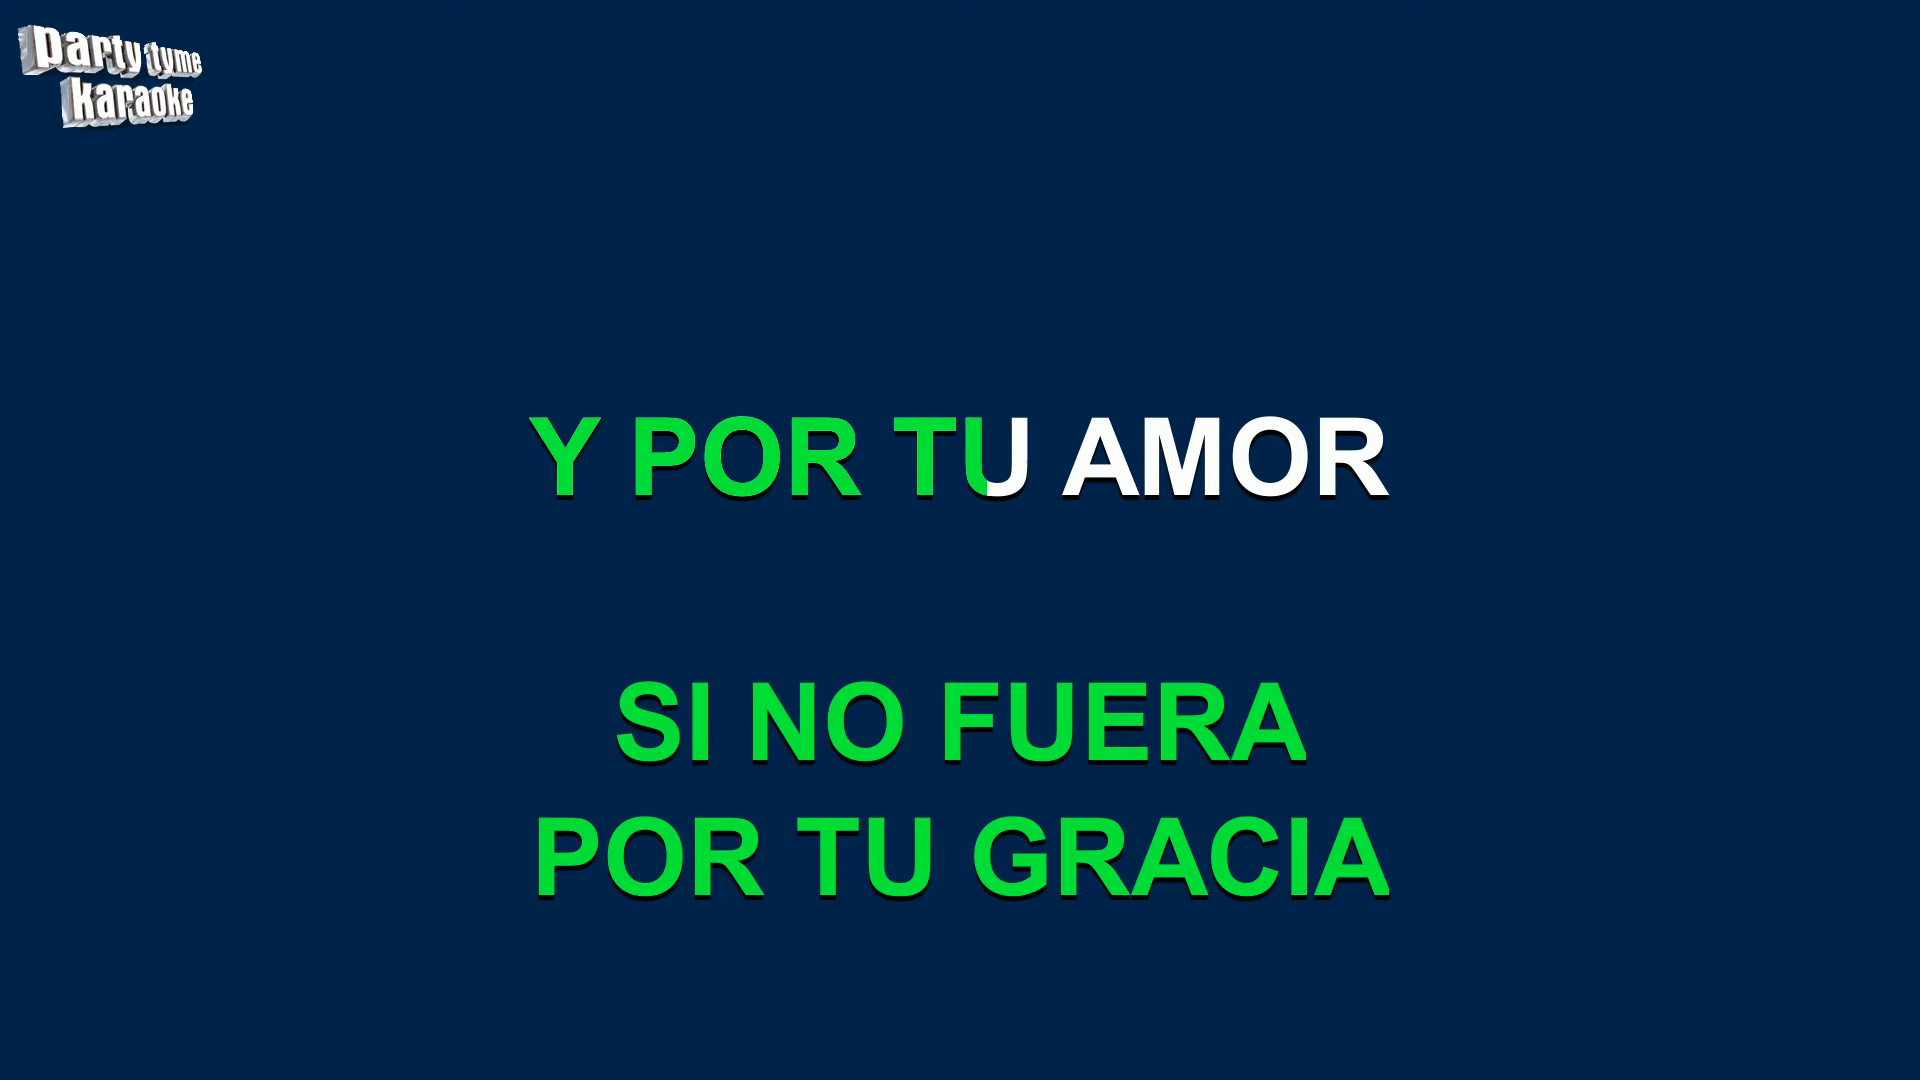 party tyme
karaoke
Y POR TU AMOR
SI NO FUERA
POR TU GRACIA